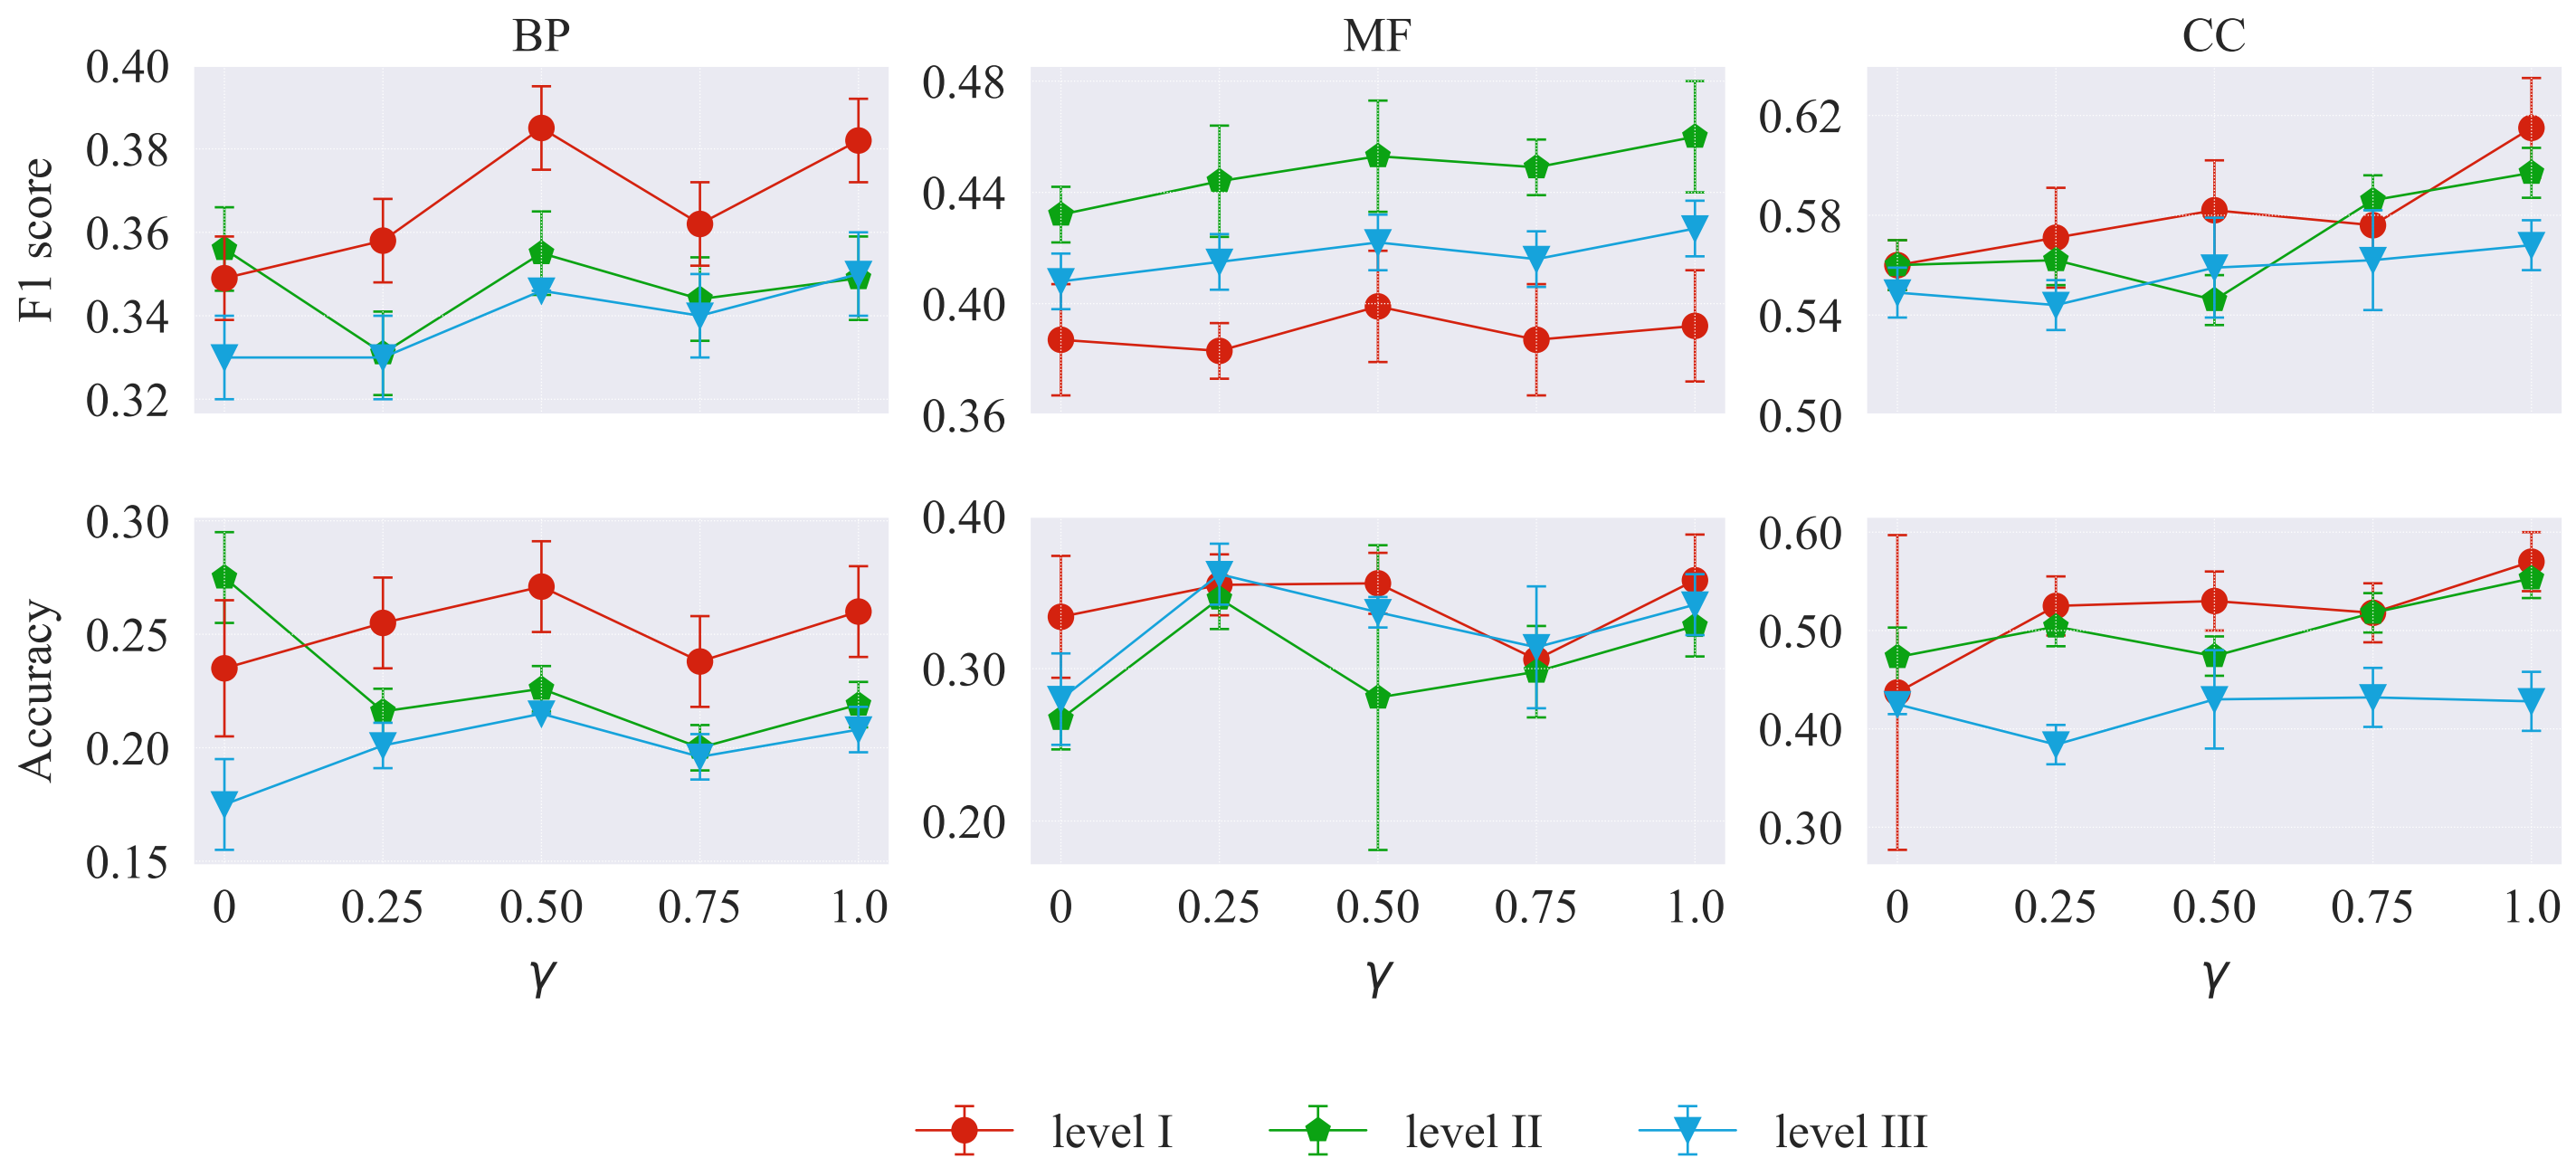 BP MF CC
F1 score
0.40 0.38 0.36 0.34 0.32
0.48 0.44 0.40 0.36
0.62 0.58 0.54 0.50
Accuracy
0.30 0.25 0.20 0.15
0.40 0.30 0.20
0.60 0.50 0.40 0.30
0 0.25 0.50 0.75 1.0 0 0.25 0.50 0.75 1.0 0 0.25 0.50 0.75 1.0
γ γ γ
level I level II level III